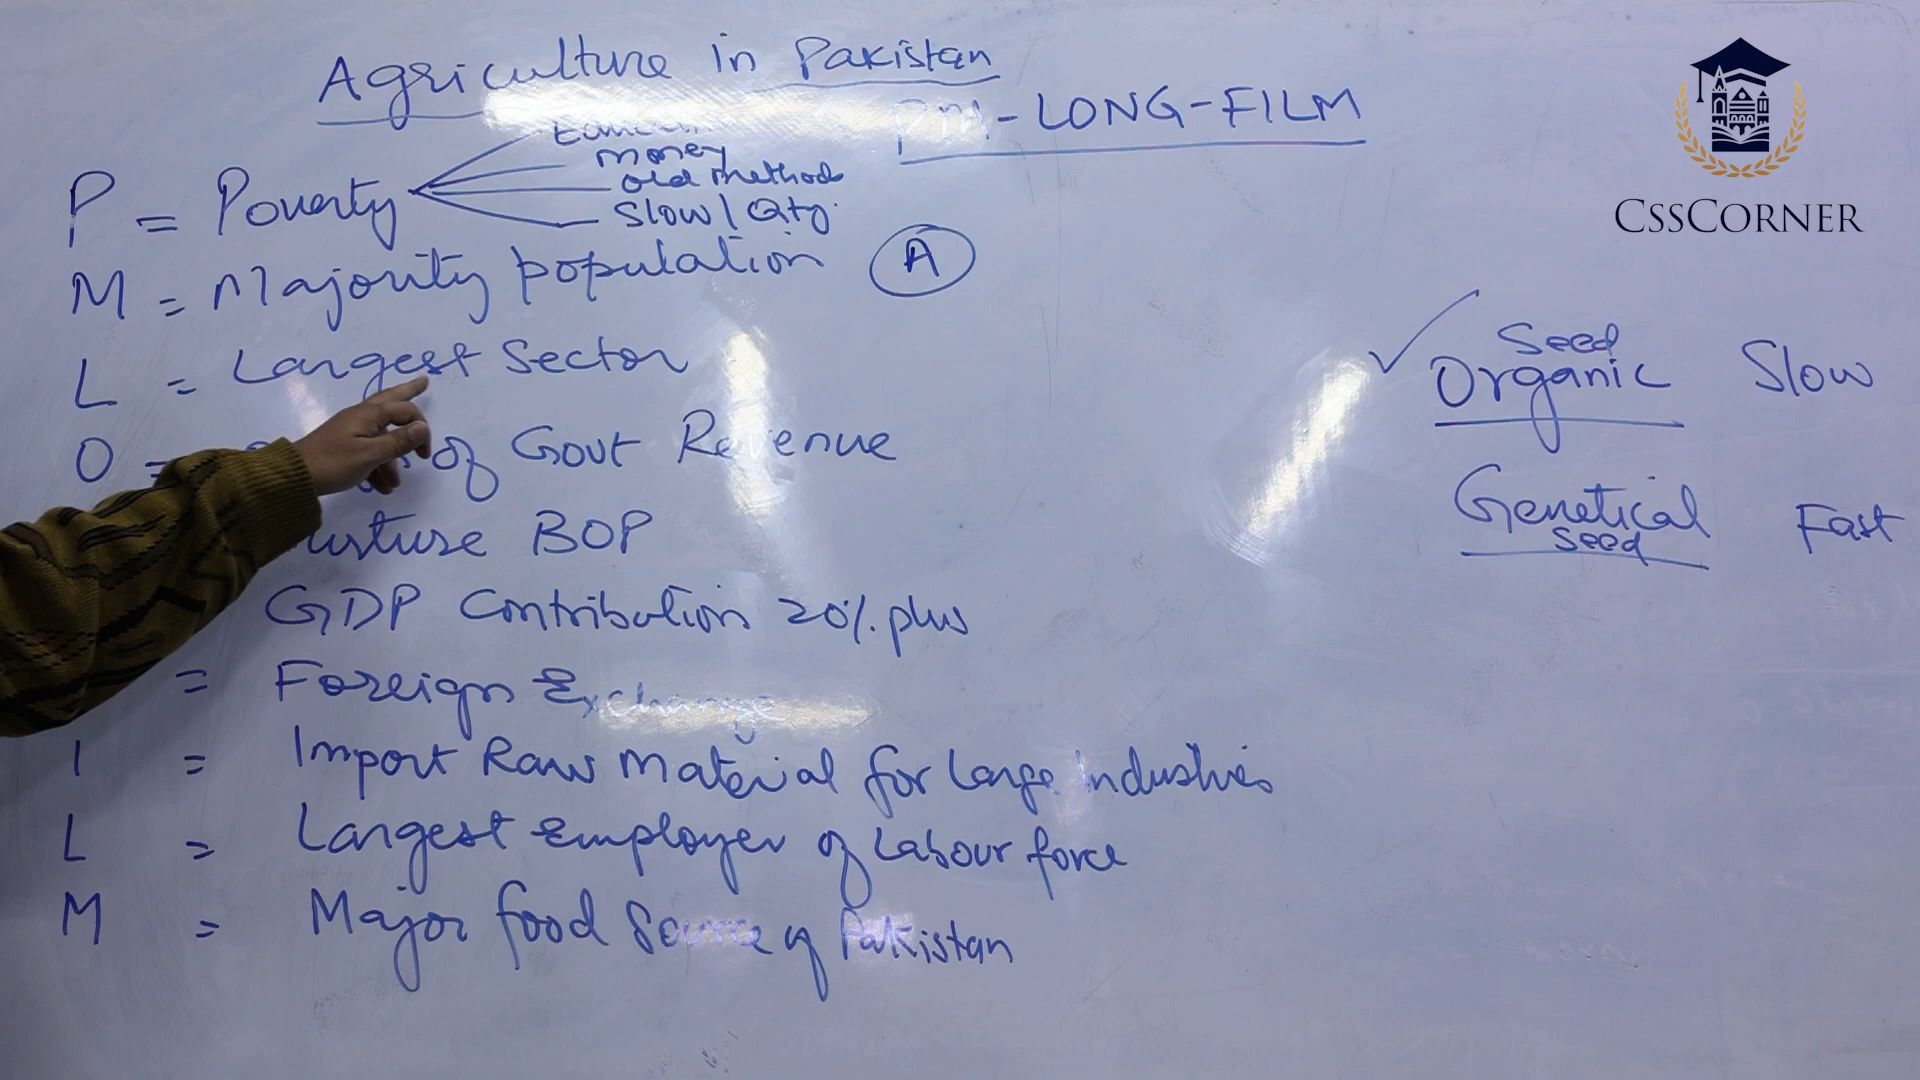 Agriculture in Pakistan
PM-LONG-FILM
P = Poverty
money
old methods
Slow / Qty.
M = Majority population
A
L = Largest Sector
O = of Govt Revenue
BOP
GDP Contribution 20% plus
= Foreign Exchange
I = Import Raw Material for Large Industries
L = Largest Employer of Labour force
M = Major food Source of Pakistan
Seed
Organic Slow
Genetical Fast
Seed
CSSCORNER